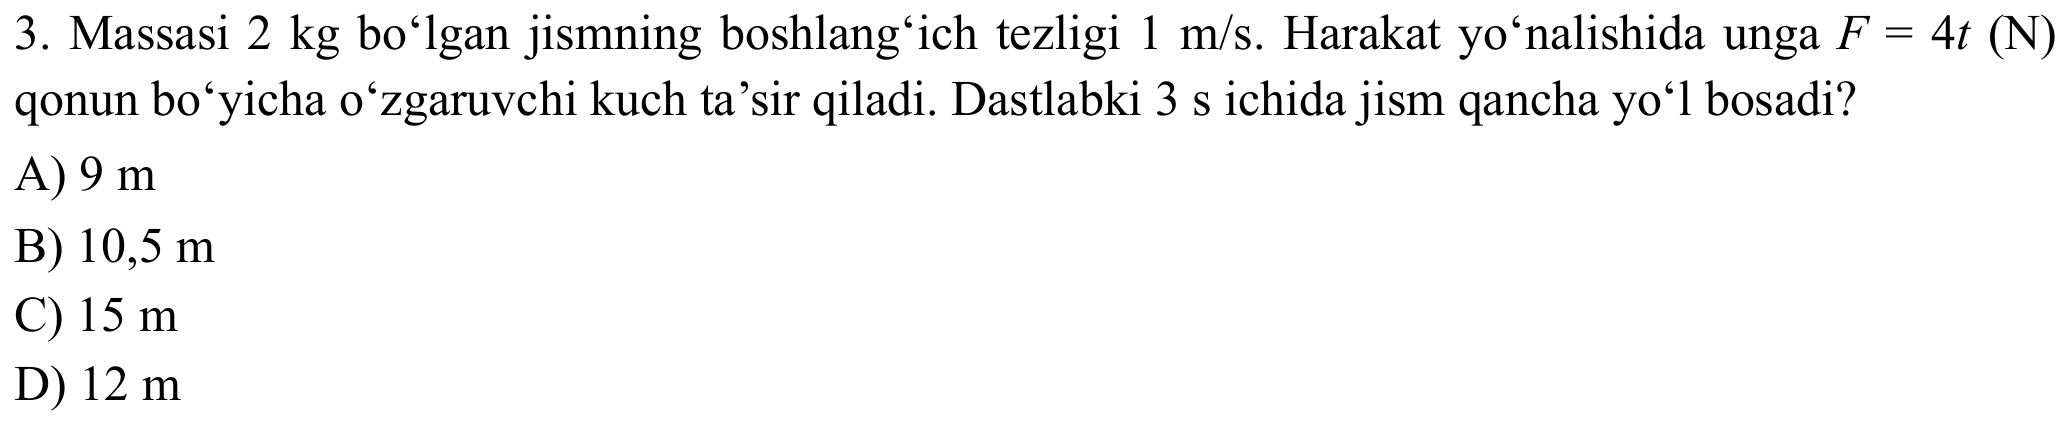 3. Massasi 2 kg bo‘lgan jismning boshlang‘ich tezligi 1 m/s. Harakat yo‘nalishida unga F = 4t (N)
qonun bo‘yicha o‘zgaruvchi kuch ta’sir qiladi. Dastlabki 3 s ichida jism qancha yo‘l bosadi?
A) 9 m
B) 10,5 m
C) 15 m
D) 12 m